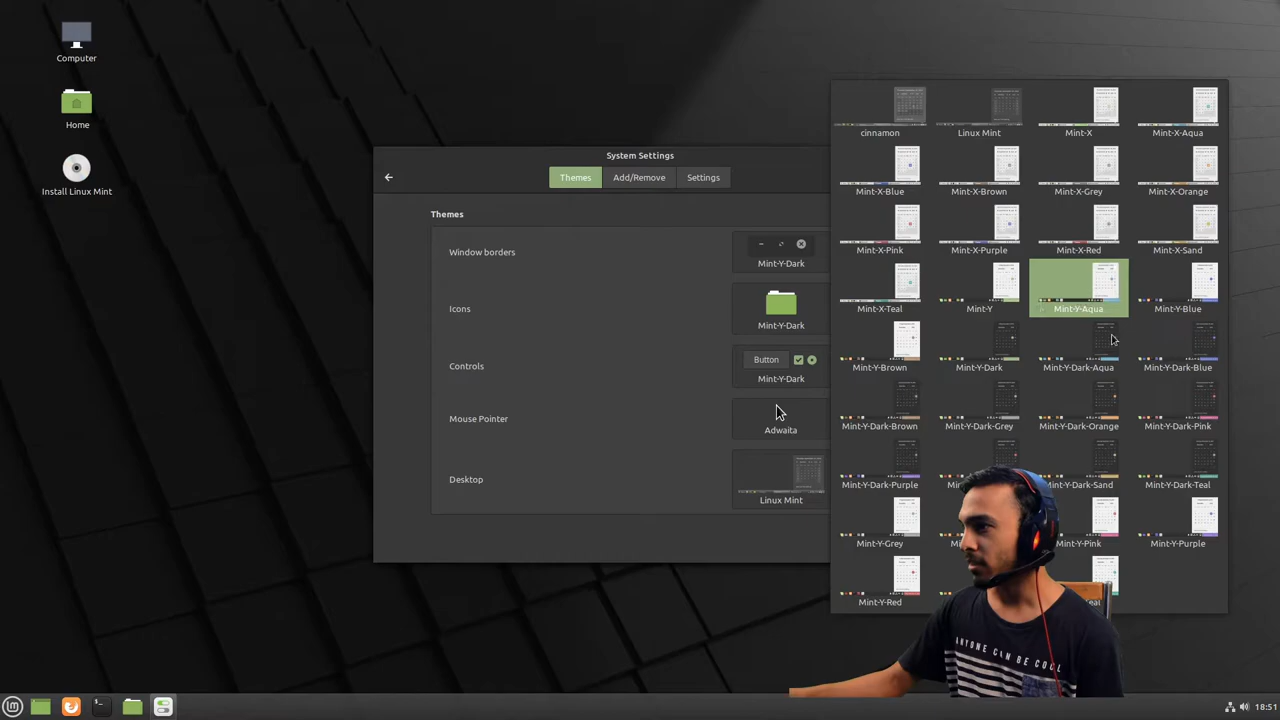 Computer
Home
Install Linux Mint
System Settings
Themes
Add/Remove
Settings
Themes
Window borders
Mint-Y-Dark
Icons
Mint-Y-Dark
Controls
Button
Mint-Y-Dark
Mouse Pointer
Adwaita
Desktop
Linux Mint
cinnamon
Linux Mint
Mint-X
Mint-X-Aqua
Mint-X-Blue
Mint-X-Brown
Mint-X-Grey
Mint-X-Orange
Mint-X-Pink
Mint-X-Purple
Mint-X-Red
Mint-X-Sand
Mint-X-Teal
Mint-Y
Mint-Y-Aqua
Mint-Y-Blue
Mint-Y-Brown
Mint-Y-Dark
Mint-Y-Dark-Aqua
Mint-Y-Dark-Blue
Mint-Y-Dark-Brown
Mint-Y-Dark-Grey
Mint-Y-Dark-Orange
Mint-Y-Dark-Pink
Mint-Y-Dark-Purple
Mint-Y-Dark-Sand
Mint-Y-Dark-Teal
Mint-Y-Grey
Mint-Y-Pink
Mint-Y-Purple
Mint-Y-Red
ANYONE CAN BE COOL
18:51